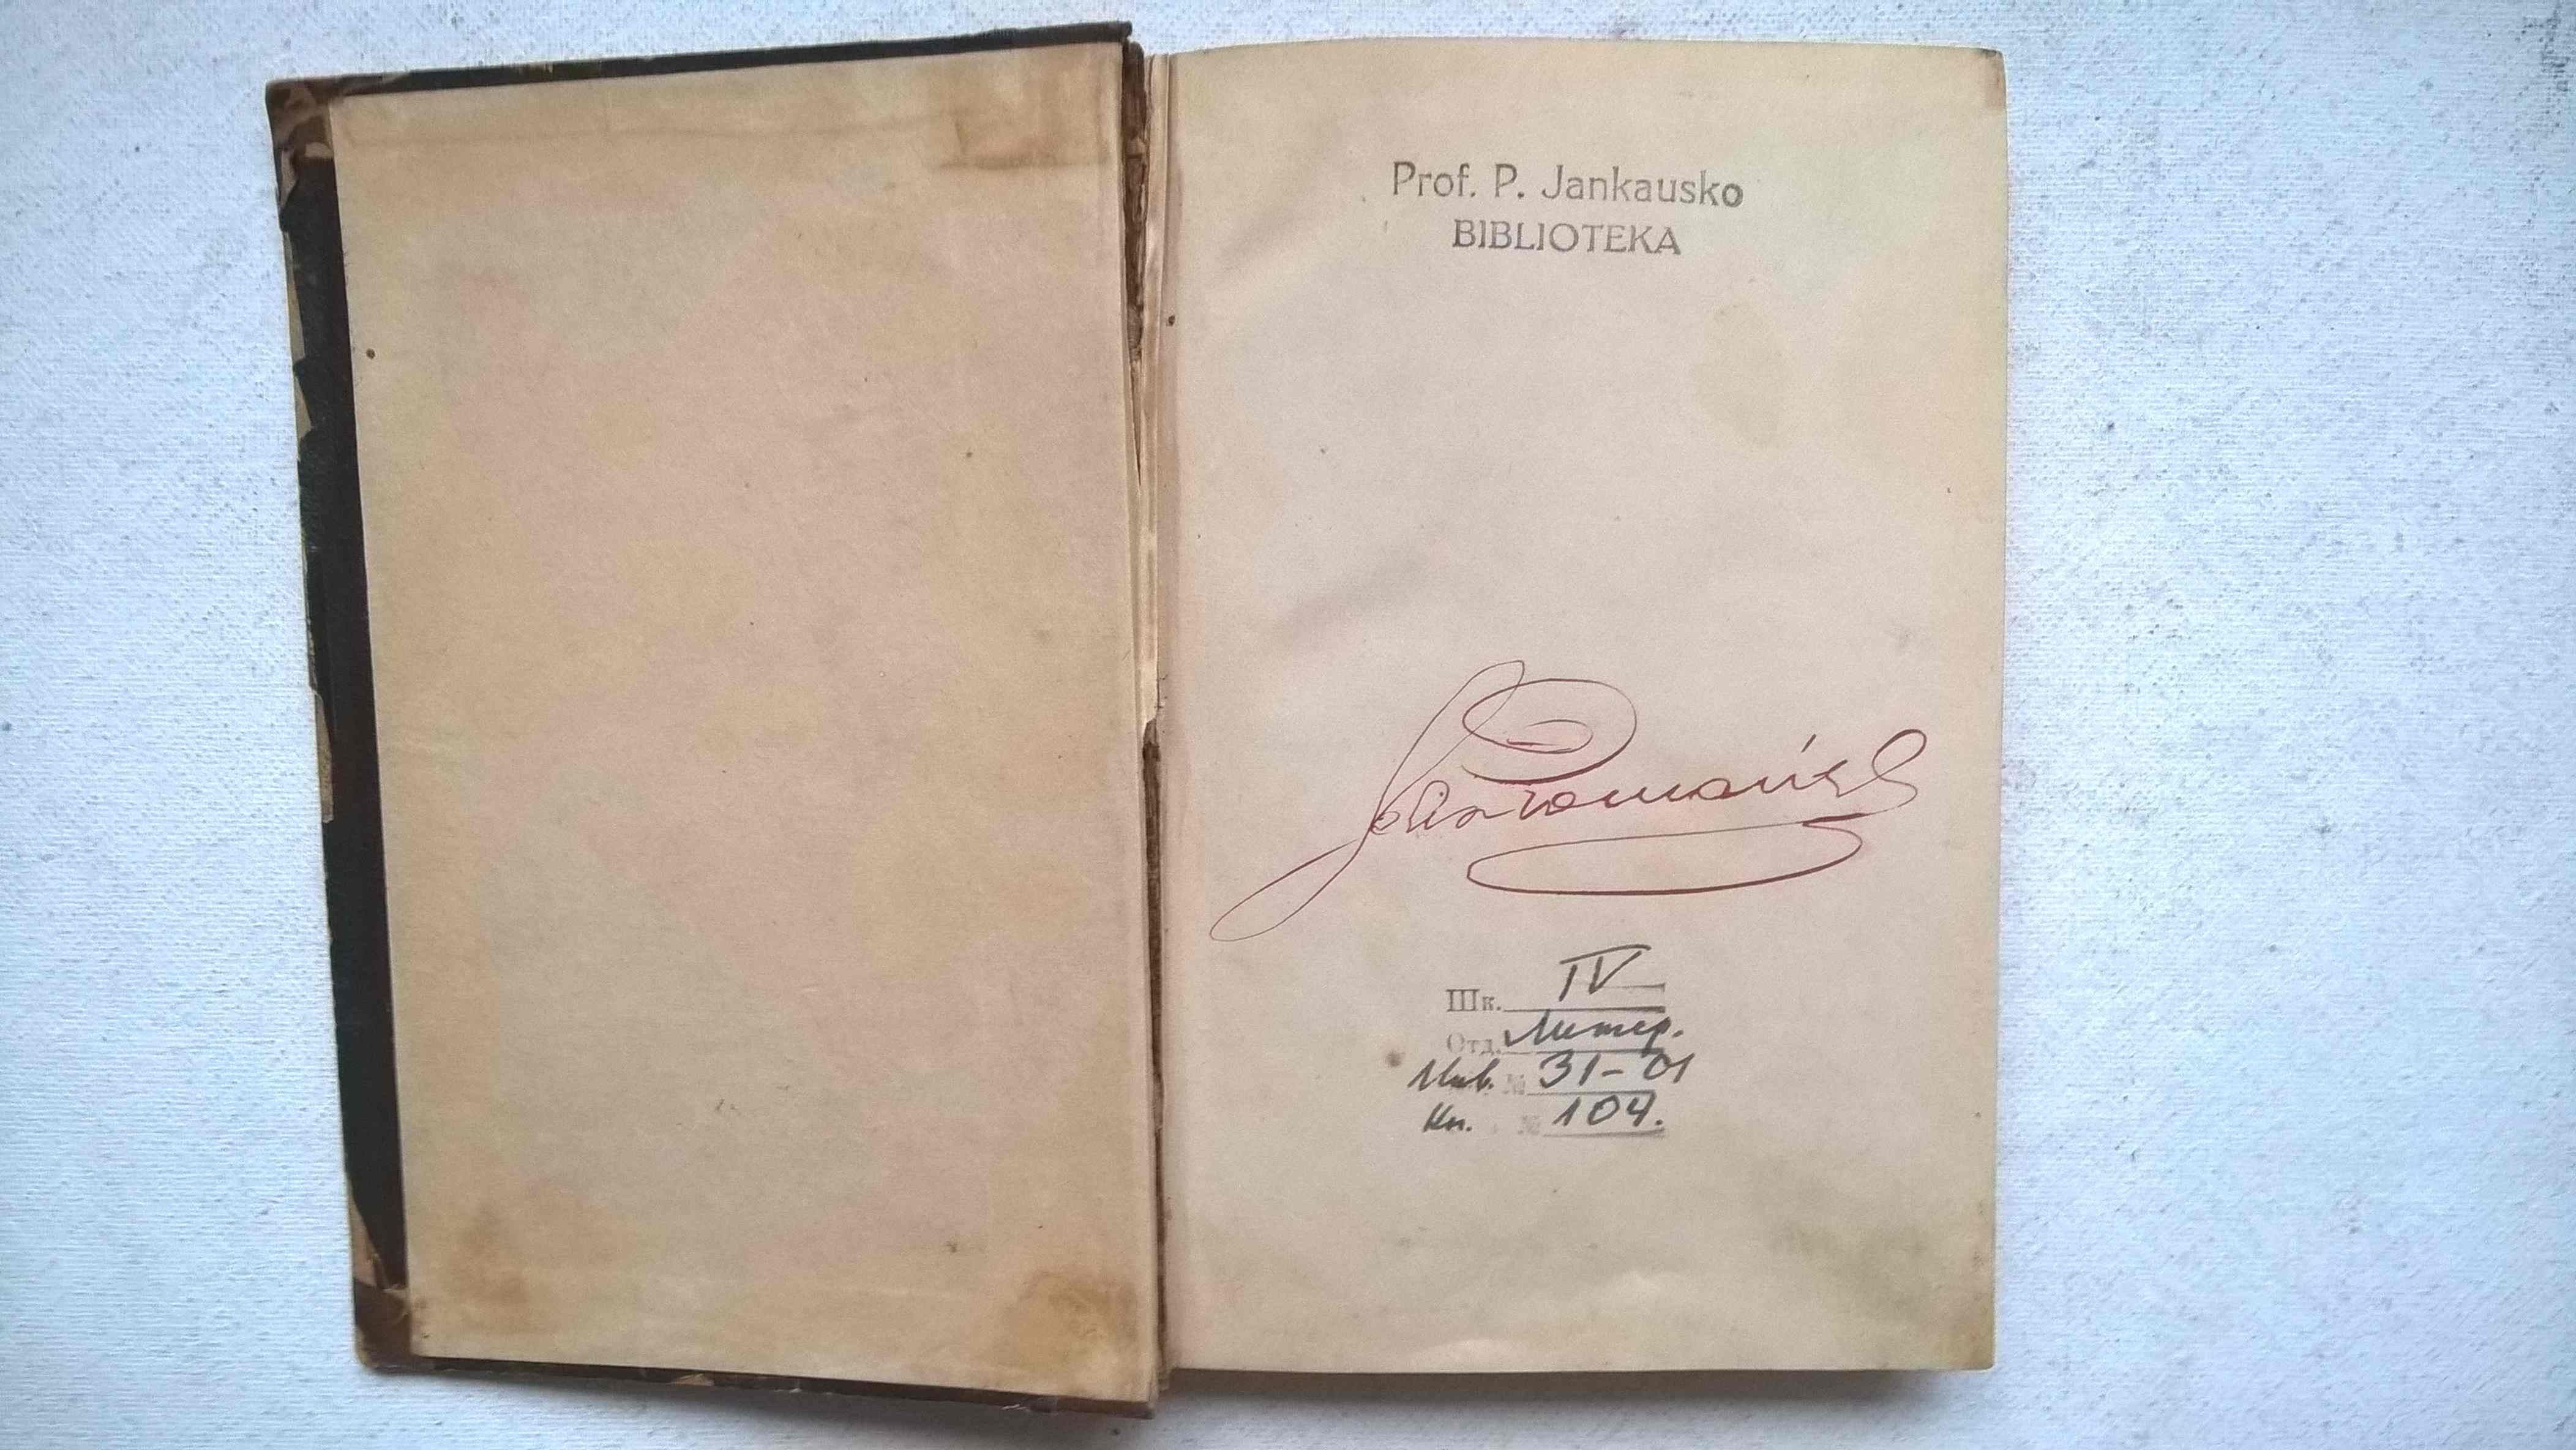 Prof. P. Jankausko
BIBLIOTEKA
Шк. IV
Отд. Литер.
Инв. № 31-01
Кн. № 104.